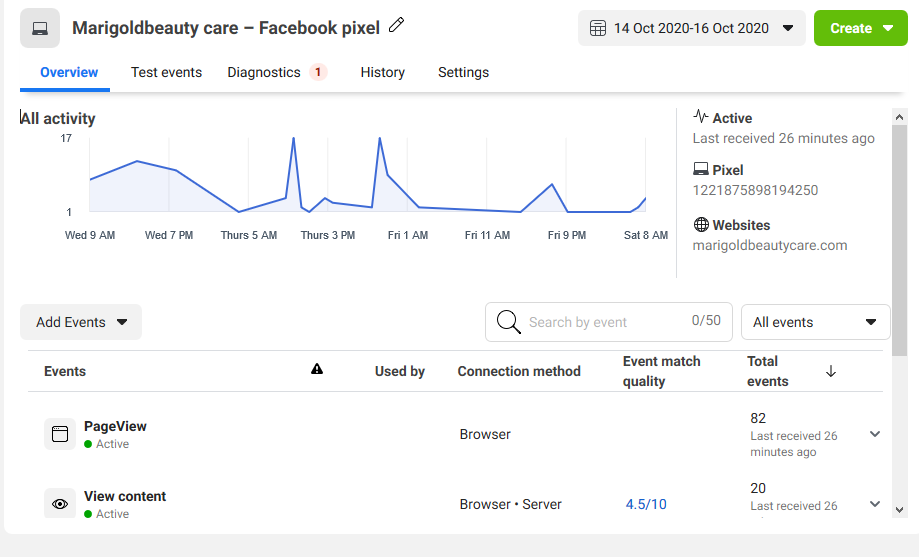 Marigoldbeauty care – Facebook pixel
14 Oct 2020-16 Oct 2020
Create
Overview
Test events
Diagnostics 1
History
Settings
All activity
17
1
Wed 9 AM Wed 7 PM Thurs 5 AM Thurs 3 PM Fri 1 AM Fri 11 AM Fri 9 PM Sat 8 AM
Active
Last received 26 minutes ago
Pixel
1221875898194250
Websites
marigoldbeautycare.com
Add Events
Search by event 0/50
All events
Events
Used by
Connection method
Event match
quality
Total
events
PageView
Active
Browser
82
Last received 26
minutes ago
View content
Active
Browser • Server
4.5/10
20
Last received 26